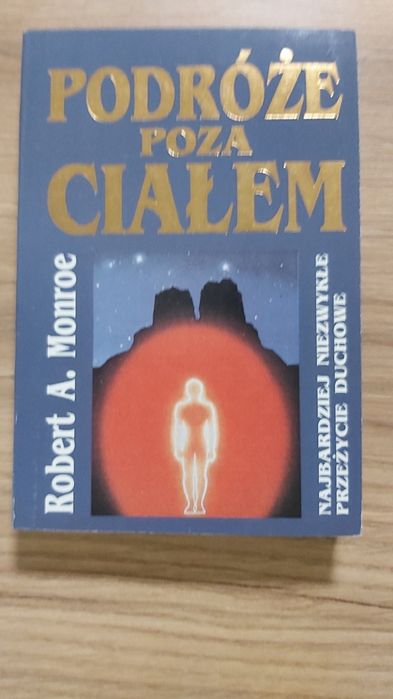 PODRÓŻE
POZA
CIAŁEM
Robert A. Monroe
NAJBARDZIEJ NIEZWYKŁE
PRZEŻYCIE DUCHOWE